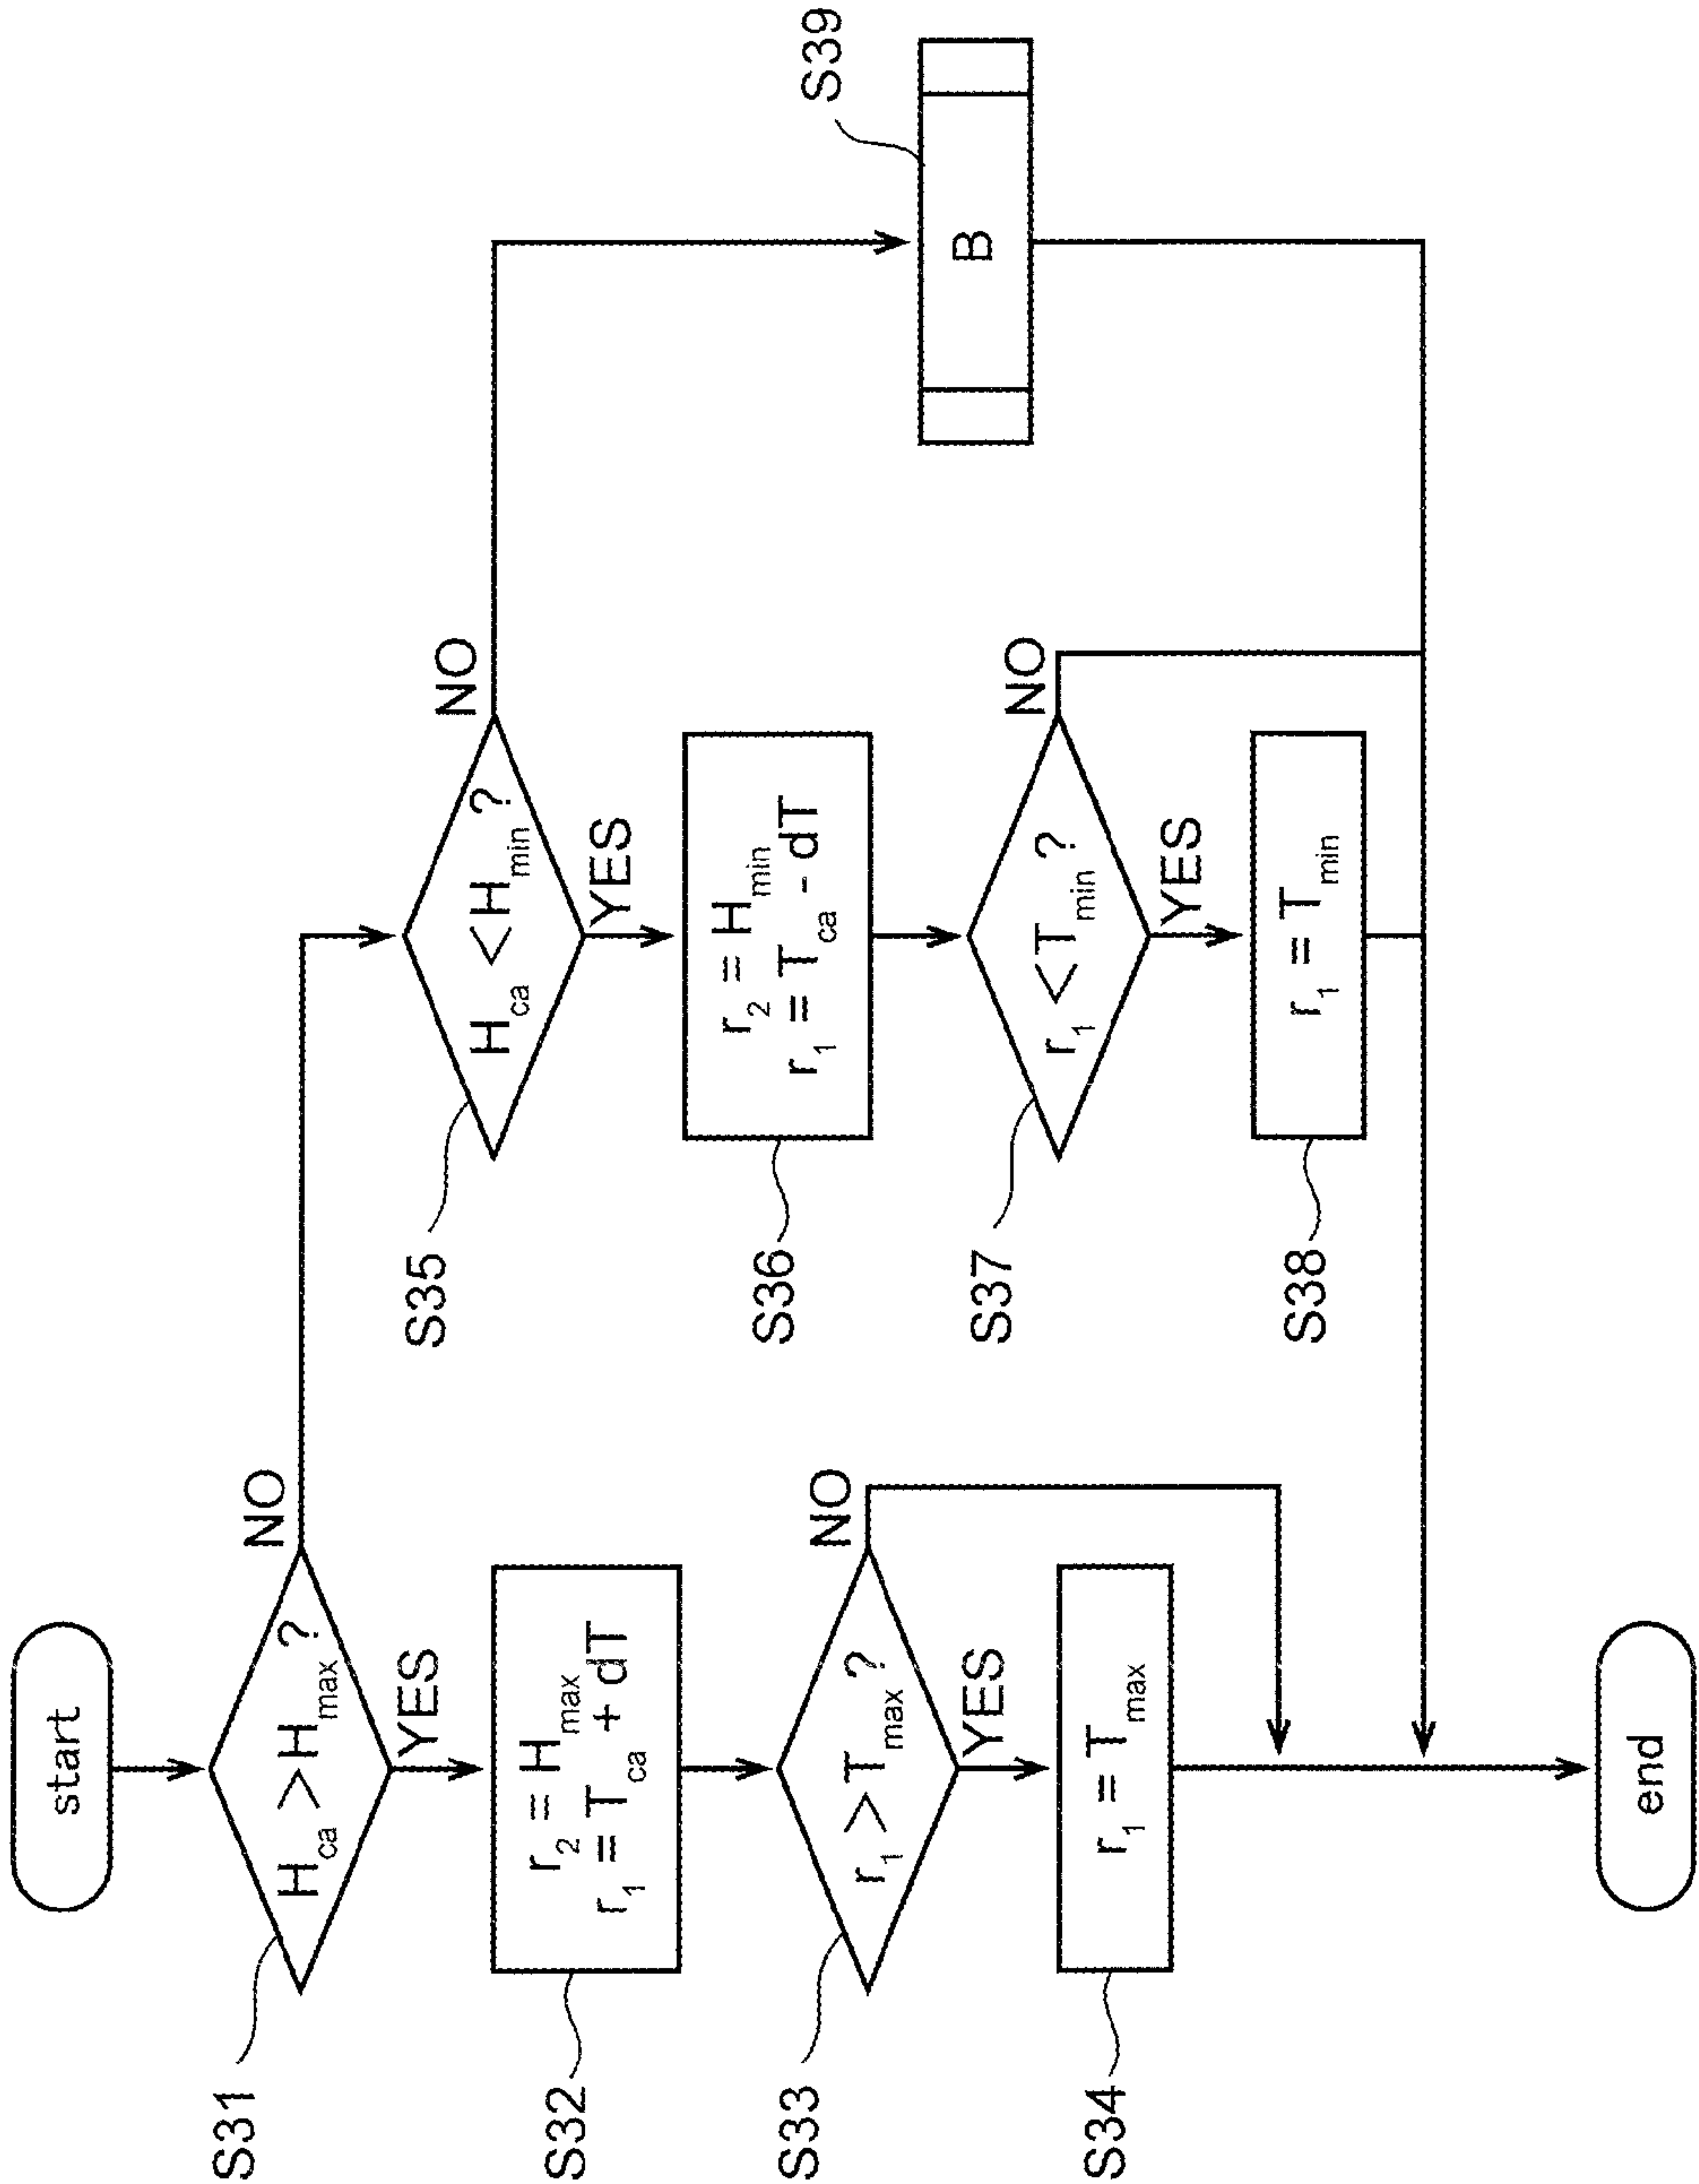 start
S31
H_ca > H_max ?
NO
YES
S32
r_2 = H_max
r_1 = T_ca + dT
S33
r_1 > T_max ?
NO
YES
S34
r_1 = T_max
S35
H_ca < H_min ?
NO
YES
S36
r_2 = H_min
r_1 = T_ca - dT
S37
r_1 < T_min ?
NO
YES
S38
r_1 = T_min
S39
B
end